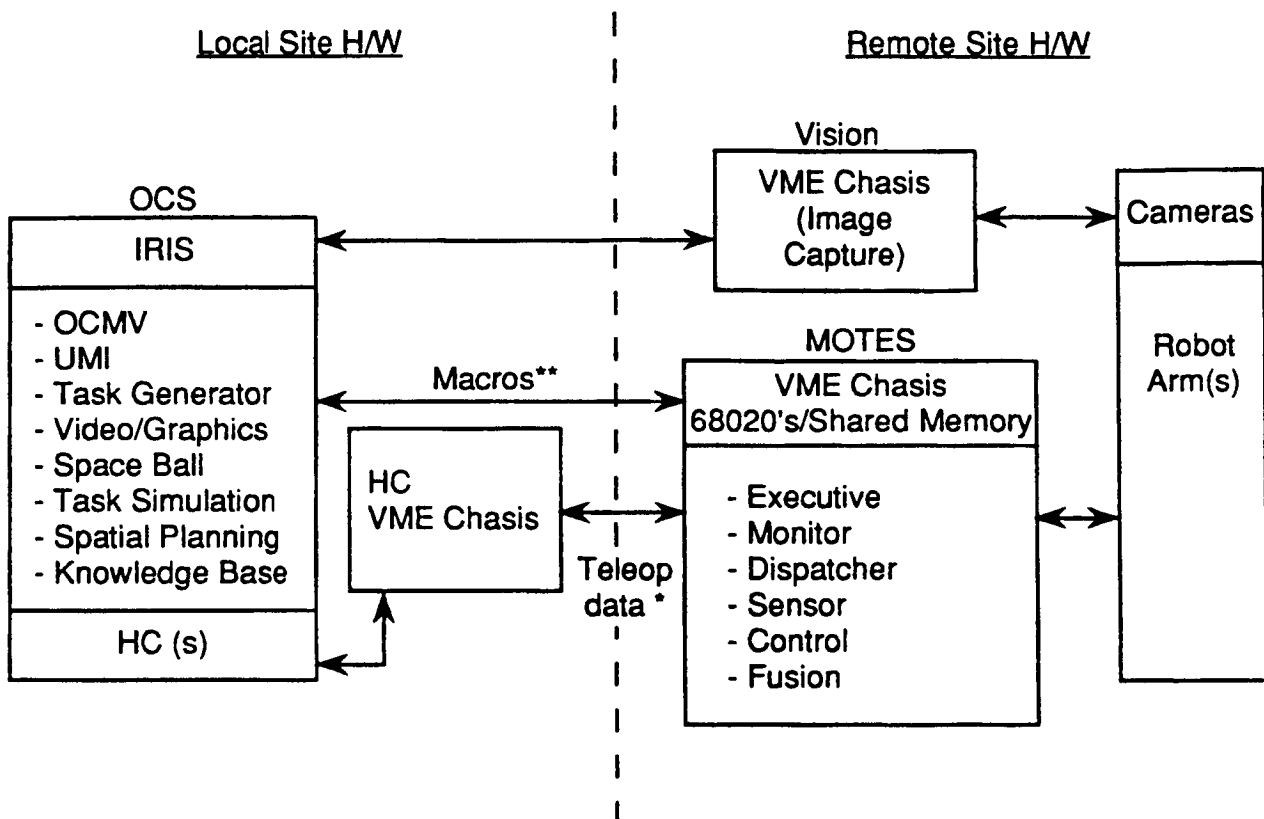 Local Site H/W
Remote Site H/W
OCS
IRIS
- OCMV
- UMI
- Task Generator
- Video/Graphics
- Space Ball
- Task Simulation
- Spatial Planning
- Knowledge Base
HC (s)
Macros**
HC
VME Chasis
Teleop
data *
Vision
VME Chasis
(Image
Capture)
MOTES
VME Chasis
68020's/Shared Memory
- Executive
- Monitor
- Dispatcher
- Sensor
- Control
- Fusion
Cameras
Robot
Arm(s)